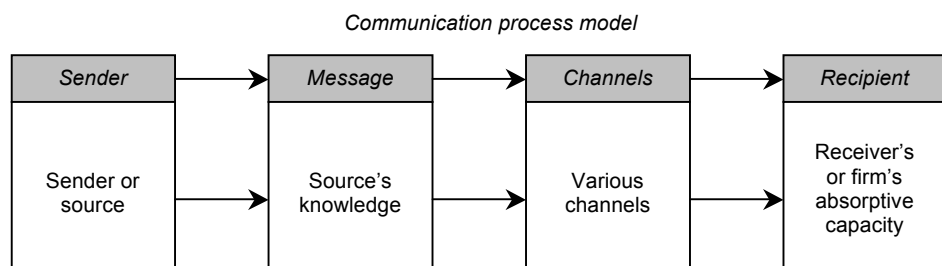 Communication process model
Sender
Message
Channels
Recipient
Sender or
source
Source’s
knowledge
Various
channels
Receiver’s
or firm’s
absorptive
capacity